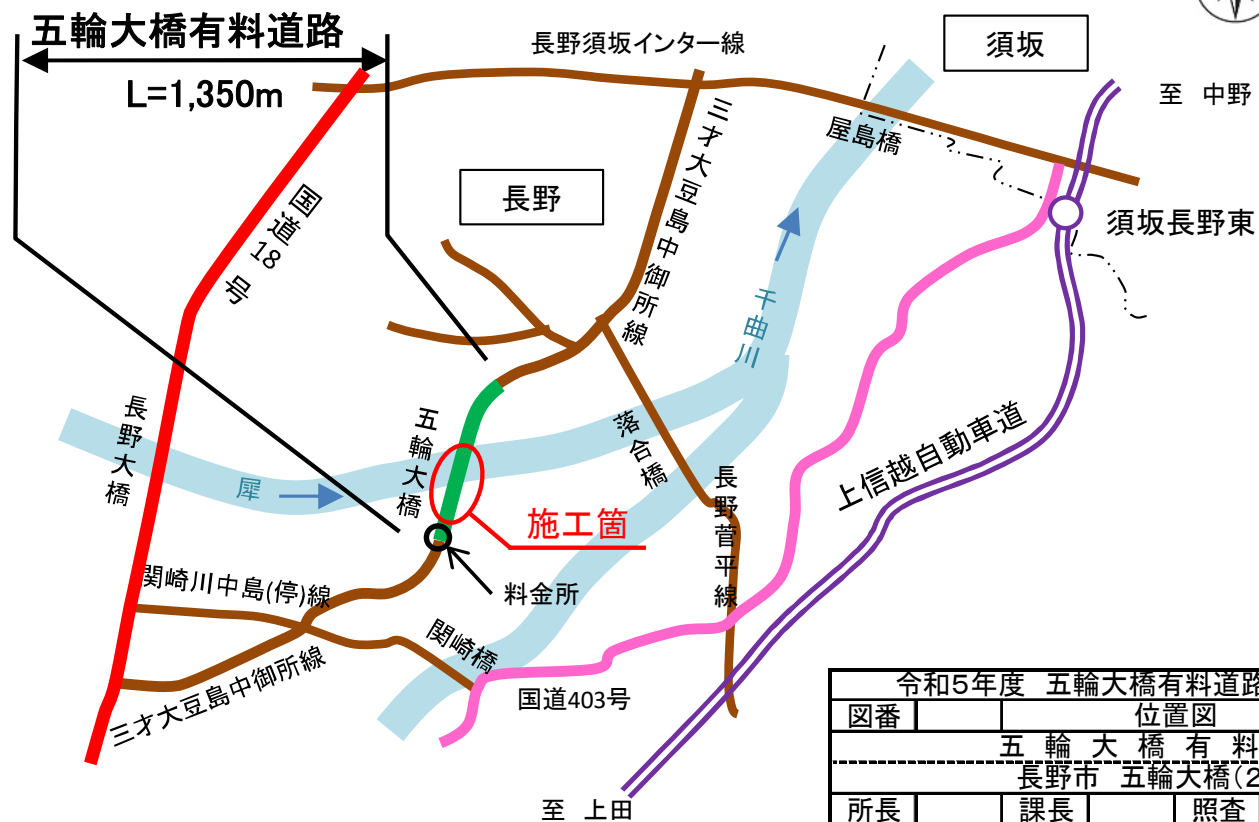 五輪大橋有料道路
L=1,350m
長野須坂インター線
須坂
至 中野
屋島橋
三才大豆島中御所線
長野
国道18号
須坂長野東
千曲川
長野大橋
五輪大橋
落合橋
上信越自動車道
犀
施工箇
長野菅平線
料金所
関崎川中島(停)線
関崎橋
三才大豆島中御所線
国道403号
至 上田
令和5年度 五輪大橋有料道路
図番 位置図
五 輪 大 橋 有 料
長野市 五輪大橋(2
所長 課長 照査